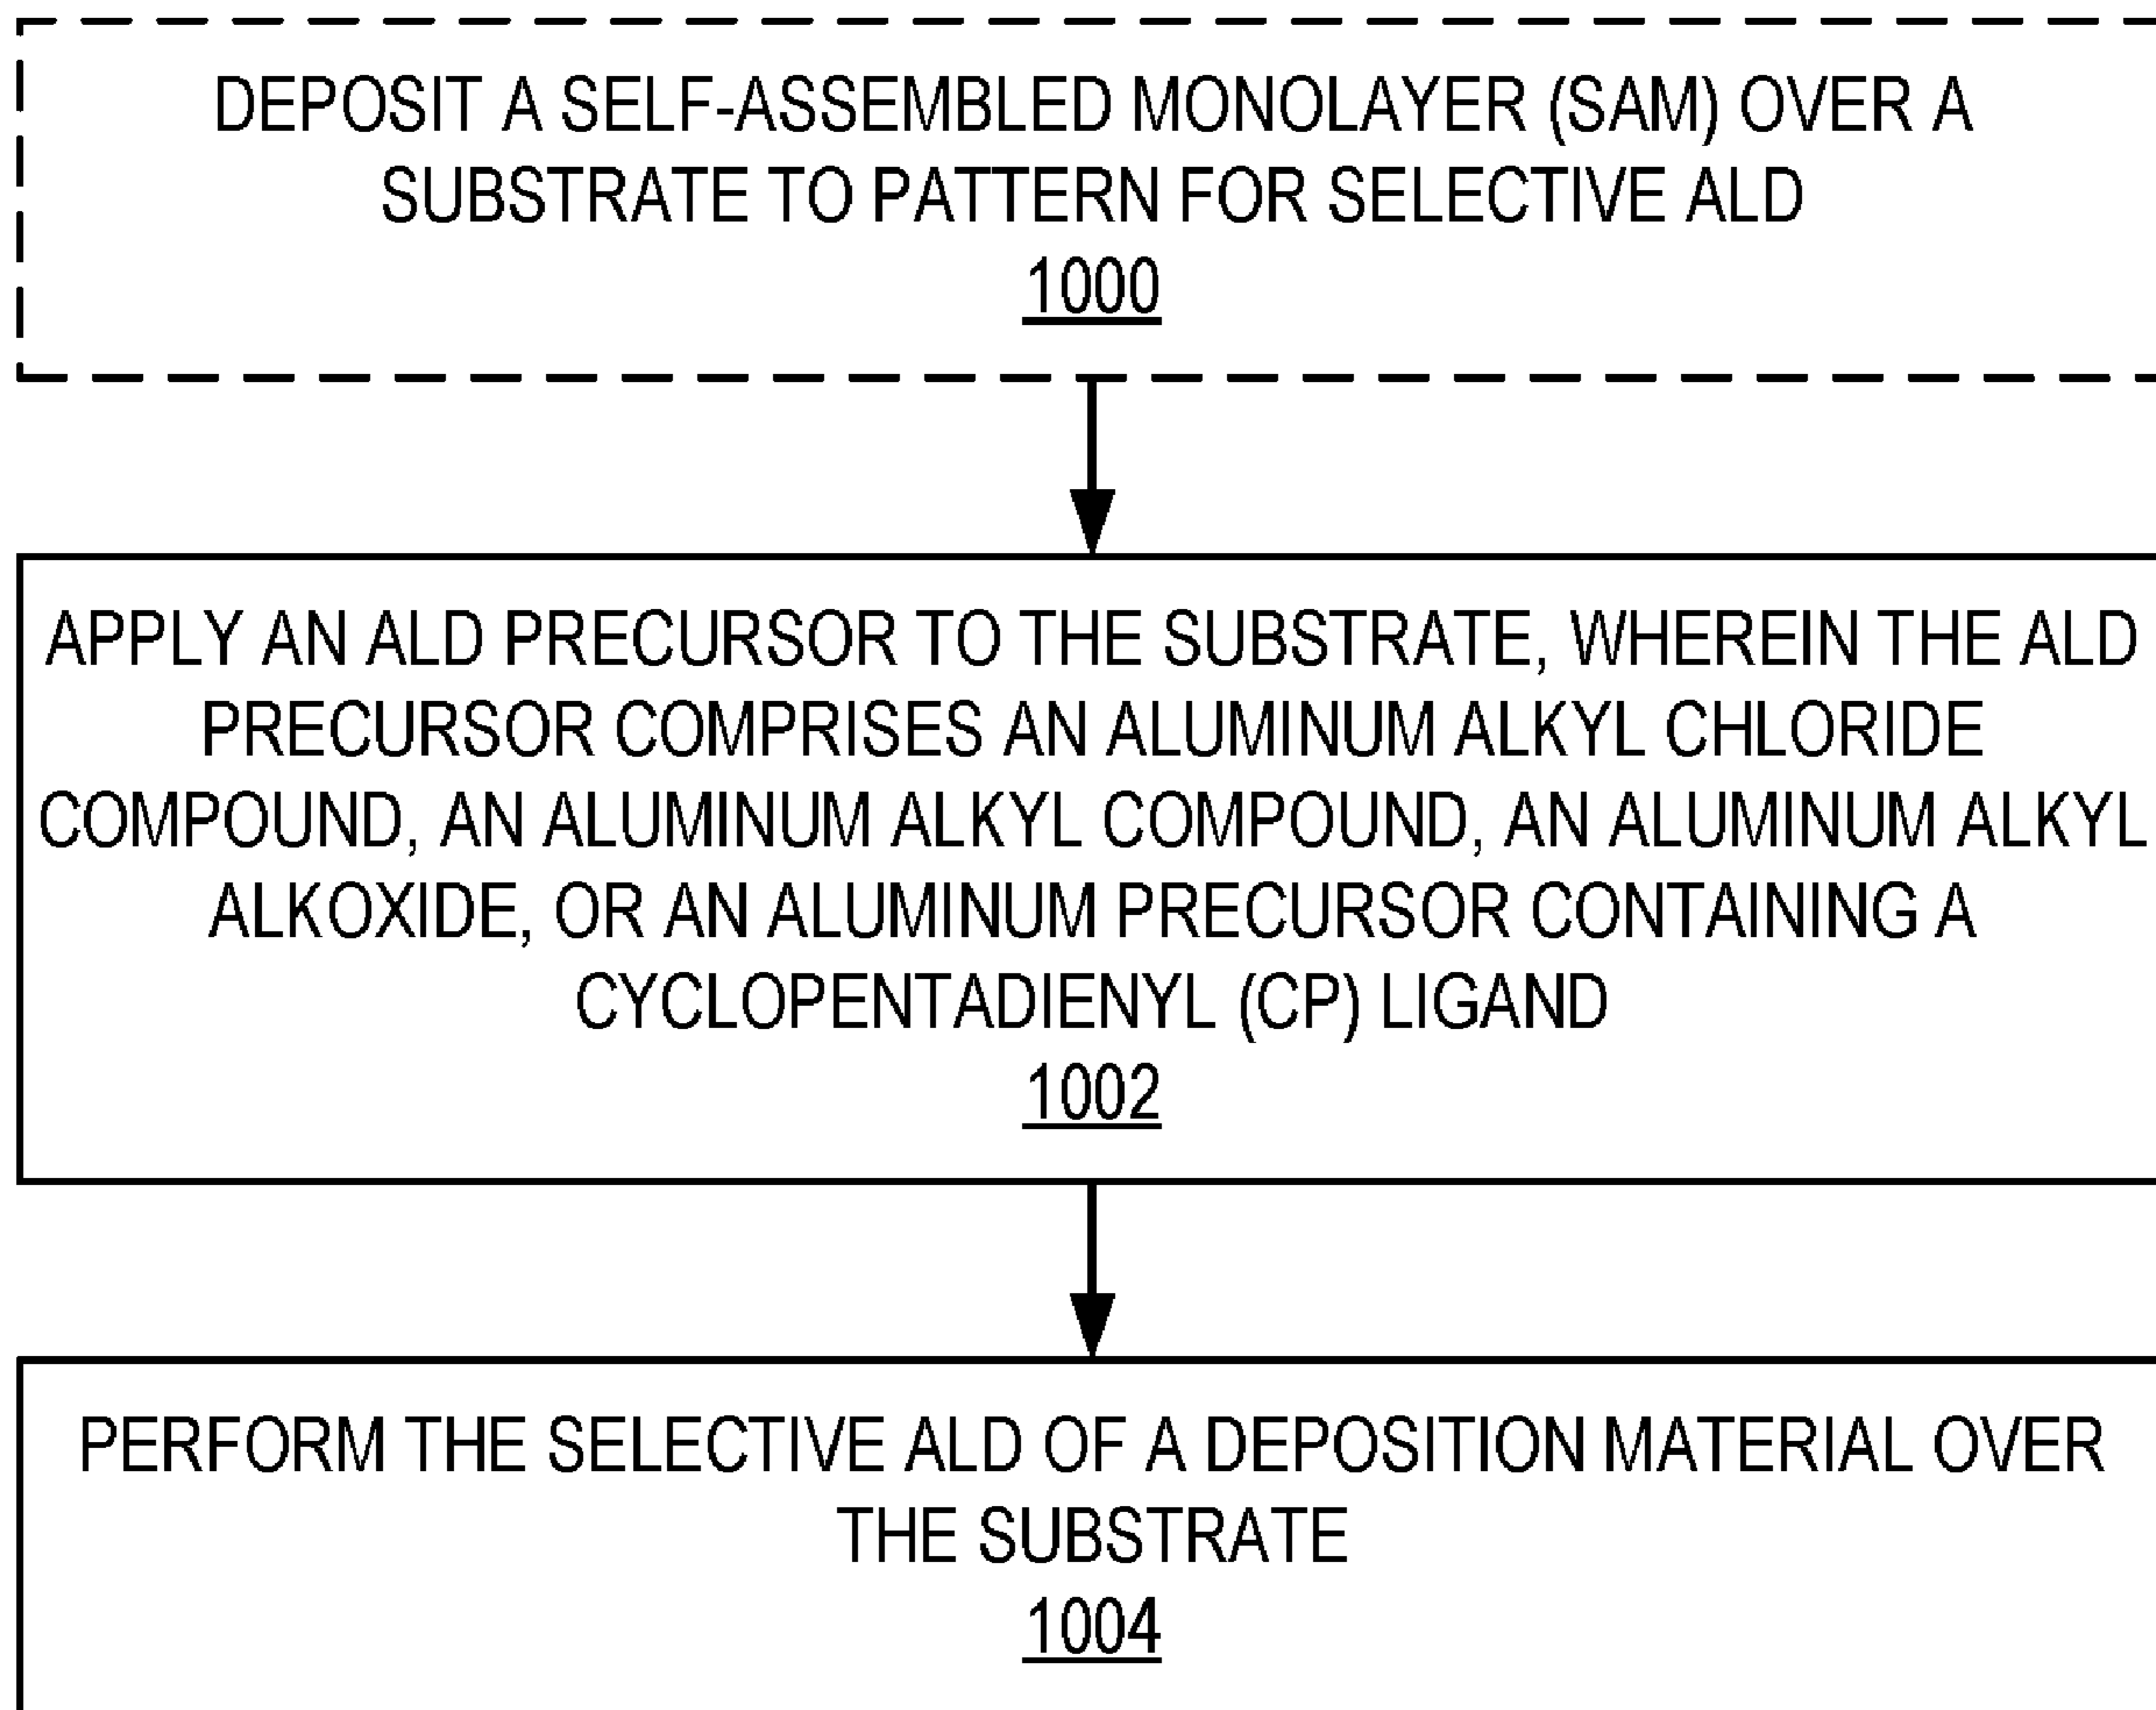 DEPOSIT A SELF-ASSEMBLED MONOLAYER (SAM) OVER A
SUBSTRATE TO PATTERN FOR SELECTIVE ALD
1000
APPLY AN ALD PRECURSOR TO THE SUBSTRATE, WHEREIN THE ALD
PRECURSOR COMPRISES AN ALUMINUM ALKYL CHLORIDE
COMPOUND, AN ALUMINUM ALKYL COMPOUND, AN ALUMINUM ALKYL
ALKOXIDE, OR AN ALUMINUM PRECURSOR CONTAINING A
CYCLOPENTADIENYL (CP) LIGAND
1002
PERFORM THE SELECTIVE ALD OF A DEPOSITION MATERIAL OVER
THE SUBSTRATE
1004